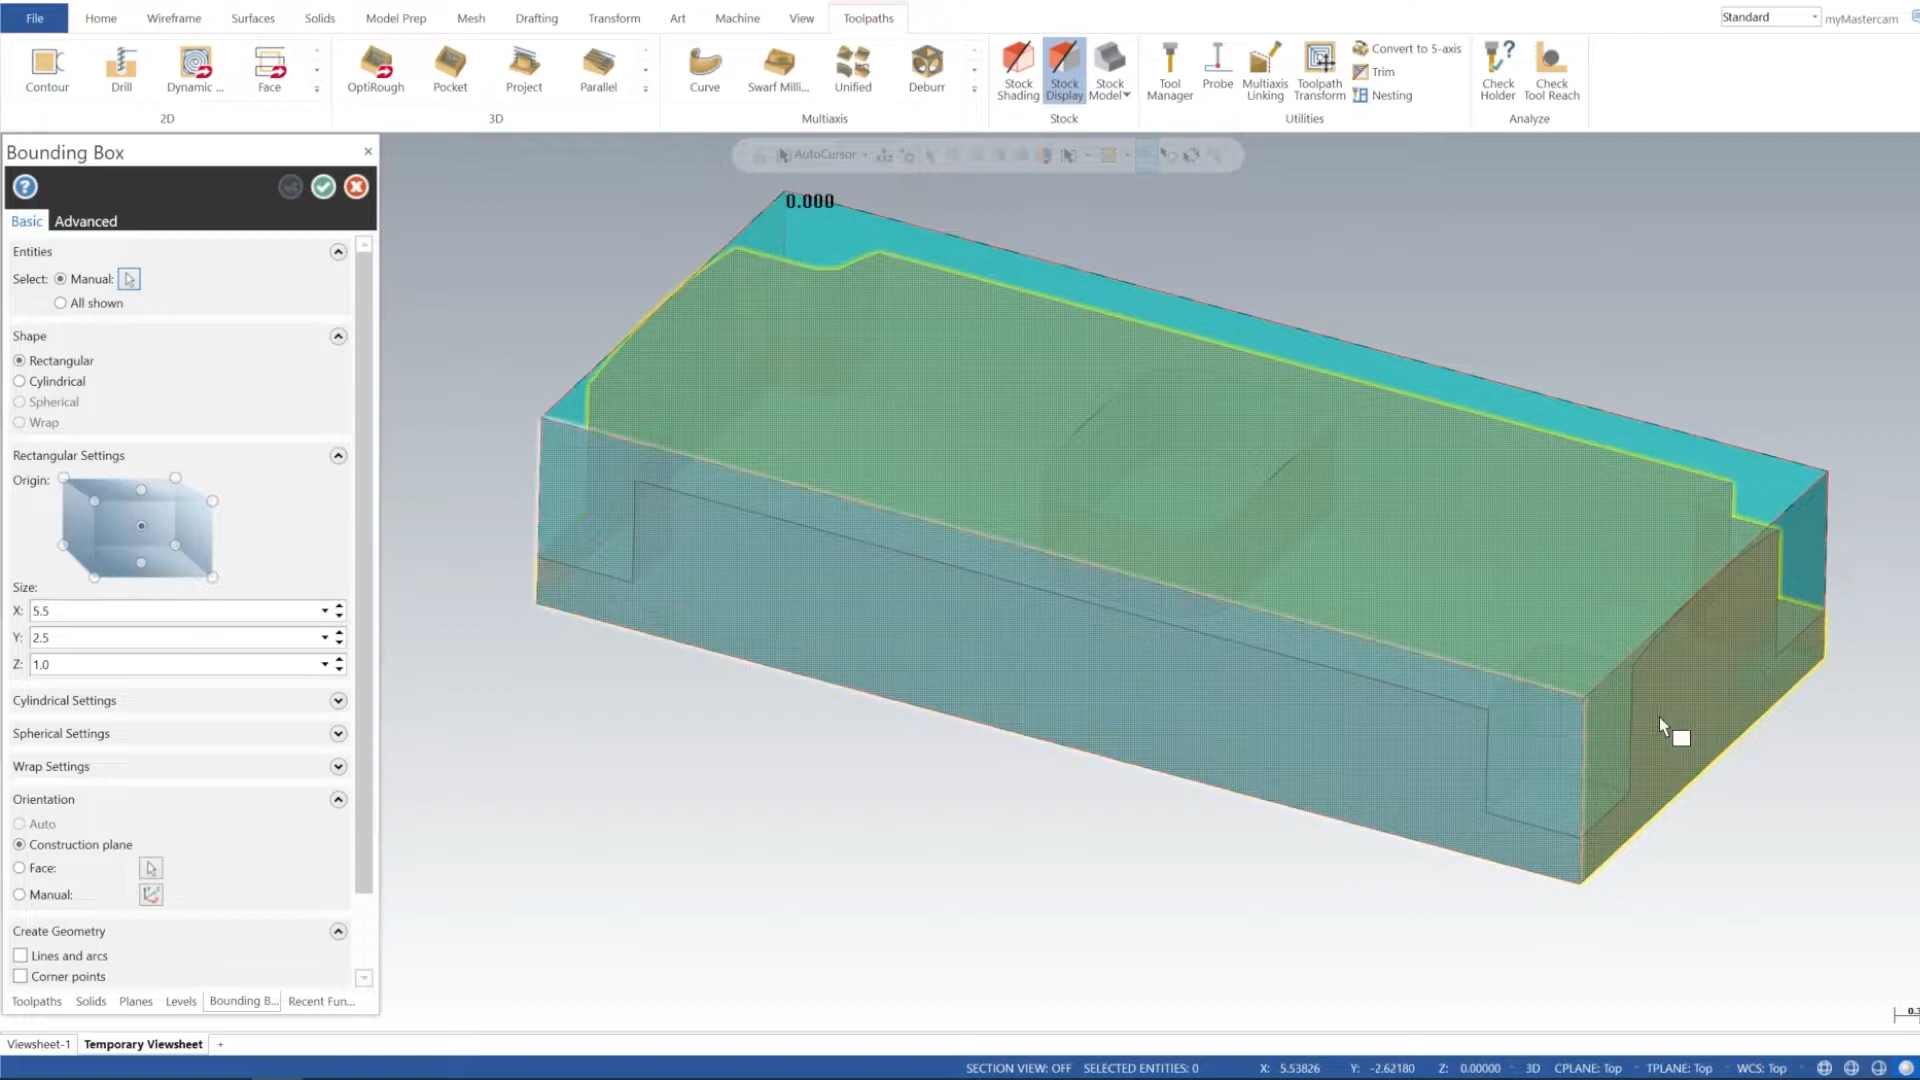 File Home Wireframe Surfaces Solids Model Prep Mesh Drafting Transform Art Machine View Toolpaths
Standard myMastercam
Contour Drill Dynamic ... Face
2D
OptiRough Pocket Project Parallel
3D
Curve Swarf Milli... Unified Deburr
Multiaxis
Stock Shading Stock Display Stock Model
Stock
Tool Manager Probe Multiaxis Linking Toolpath Transform
Convert to 5-axis
Trim
Nesting
Utilities
Check Holder Check Tool Reach
Analyze
Bounding Box
Basic Advanced
Entities
Select: Manual:
All shown
Shape
Rectangular
Cylindrical
Spherical
Wrap
Rectangular Settings
Origin:
Size:
X: 5.5
Y: 2.5
Z: 1.0
Cylindrical Settings
Spherical Settings
Wrap Settings
Orientation
Auto
Construction plane
Face:
Manual:
Create Geometry
Lines and arcs
Corner points
Toolpaths Solids Planes Levels Bounding B... Recent Fun...
AutoCursor
0.000
Viewsheet-1 Temporary Viewsheet +
SECTION VIEW: OFF SELECTED ENTITIES: 0 X: 5.53826 Y: -2.62180 Z: 0.00000 3D CPLANE: Top TPLANE: Top WCS: Top